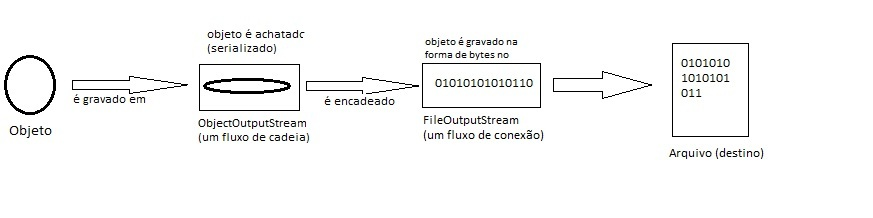 Objeto
é gravado em
objeto é achatadc
(serializado)
ObjectOutputStream
(um fluxo de cadeia)
é encadeado
objeto é gravado na
forma de bytes no
01010101010110
FileOutputStream
(um fluxo de conexão)
0101010
1010101
011
Arquivo (destino)